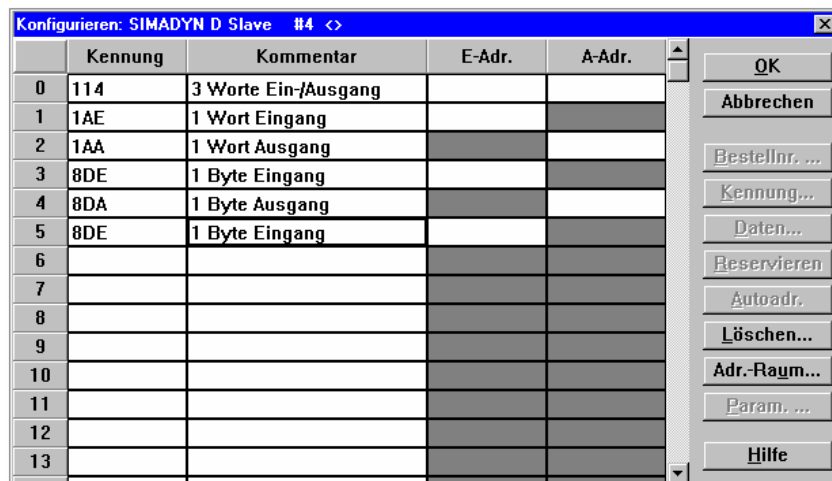 Konfigurieren: SIMADYN D Slave #4 <>
Kennung Kommentar E-Adr. A-Adr.
0 114 3 Worte Ein-/Ausgang
1 1AE 1 Wort Eingang
2 1AA 1 Wort Ausgang
3 8DE 1 Byte Eingang
4 8DA 1 Byte Ausgang
5 8DE 1 Byte Eingang
6
7
8
9
10
11
12
13
OK
Abbrechen
Bestellnr. ...
Kennung...
Daten...
Reservieren
Autoadr.
Löschen...
Adr.-Raum...
Param. ...
Hilfe